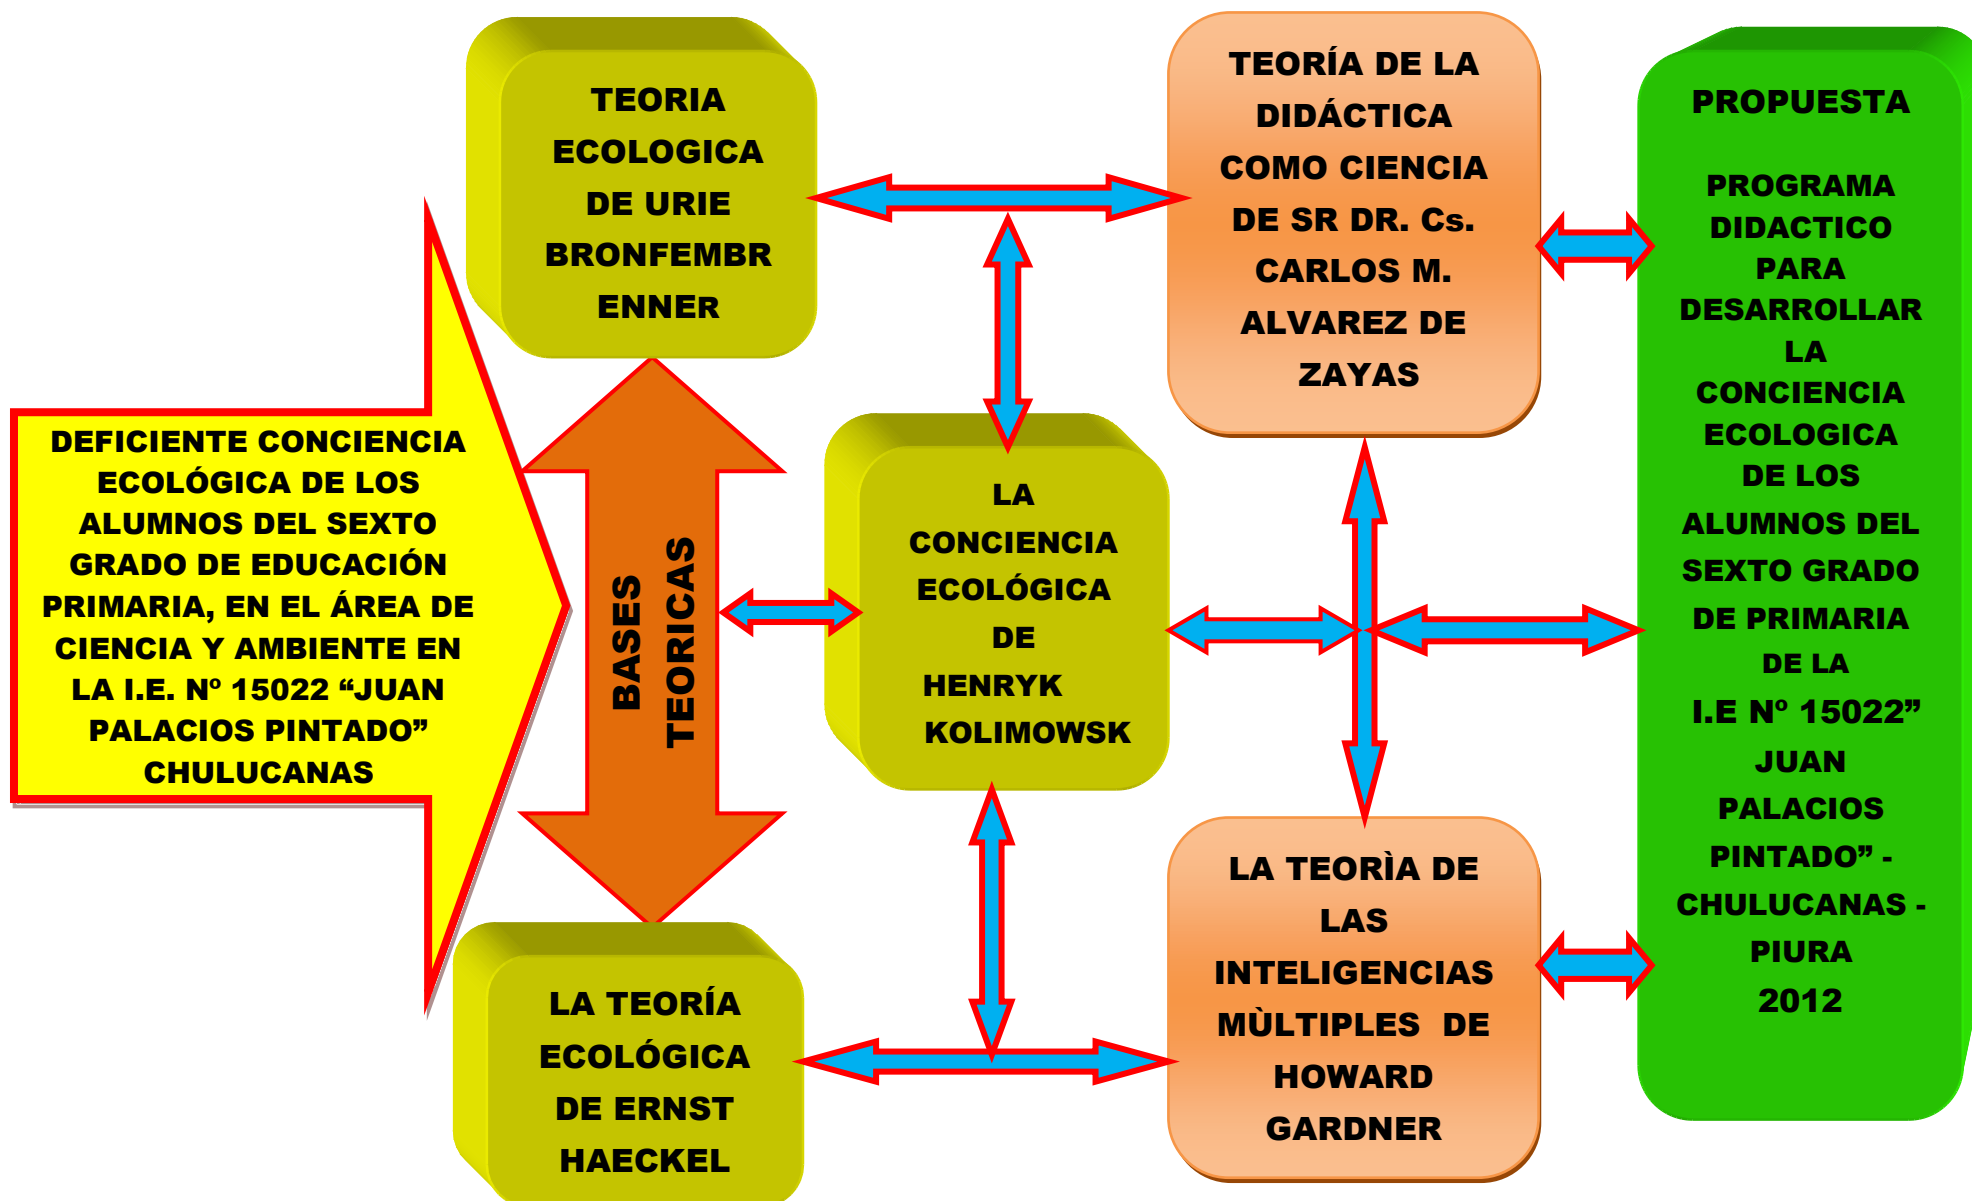 DEFICIENTE CONCIENCIA
ECOLÓGICA DE LOS
ALUMNOS DEL SEXTO
GRADO DE EDUCACIÓN
PRIMARIA, EN EL ÁREA DE
CIENCIA Y AMBIENTE EN
LA I.E. Nº 15022 “JUAN
PALACIOS PINTADO”
CHULUCANAS
TEORIA
ECOLOGICA
DE URIE
BRONFEMBR
ENNER
BASES
TEORICAS
LA TEORÍA
ECOLÓGICA
DE ERNST
HAECKEL
LA
CONCIENCIA
ECOLÓGICA
DE
HENRYK
KOLIMOWSK
TEORÍA DE LA
DIDÁCTICA
COMO CIENCIA
DE SR DR. Cs.
CARLOS M.
ALVAREZ DE
ZAYAS
LA TEORÌA DE
LAS
INTELIGENCIAS
MÙLTIPLES DE
HOWARD
GARDNER
PROPUESTA
PROGRAMA
DIDACTICO
PARA
DESARROLLAR
LA
CONCIENCIA
ECOLOGICA
DE LOS
ALUMNOS DEL
SEXTO GRADO
DE PRIMARIA
DE LA
I.E Nº 15022”
JUAN
PALACIOS
PINTADO” -
CHULUCANAS -
PIURA
2012